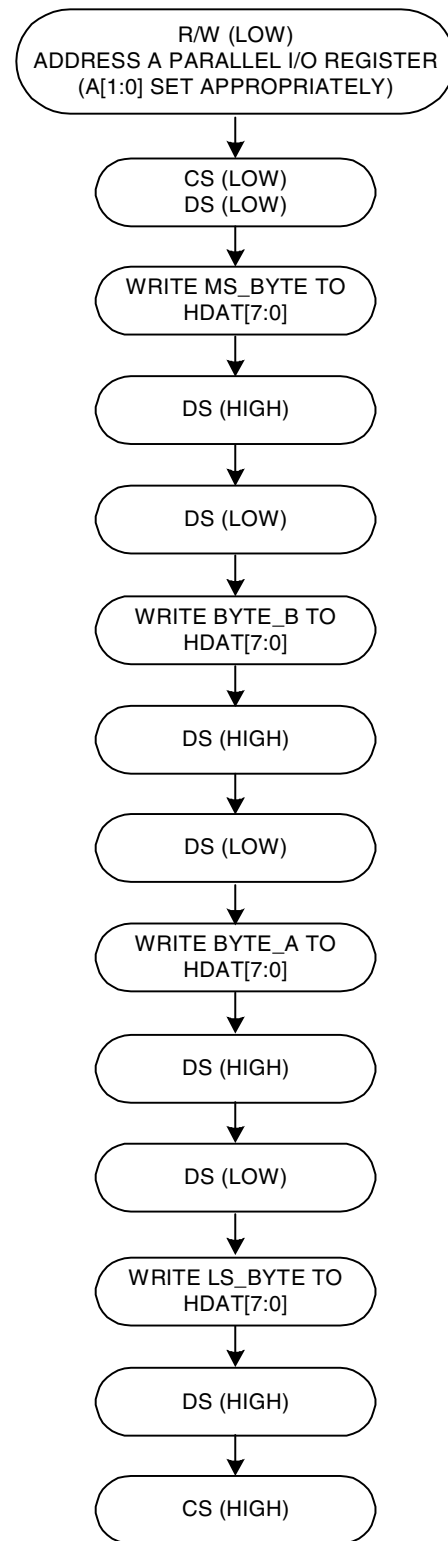 R/W (LOW)
ADDRESS A PARALLEL I/O REGISTER
(A[1:0] SET APPROPRIATELY)
CS (LOW)
DS (LOW)
WRITE MS_BYTE TO
HDAT[7:0]
DS (HIGH)
DS (LOW)
WRITE BYTE_B TO
HDAT[7:0]
DS (HIGH)
DS (LOW)
WRITE BYTE_A TO
HDAT[7:0]
DS (HIGH)
DS (LOW)
WRITE LS_BYTE TO
HDAT[7:0]
DS (HIGH)
CS (HIGH)